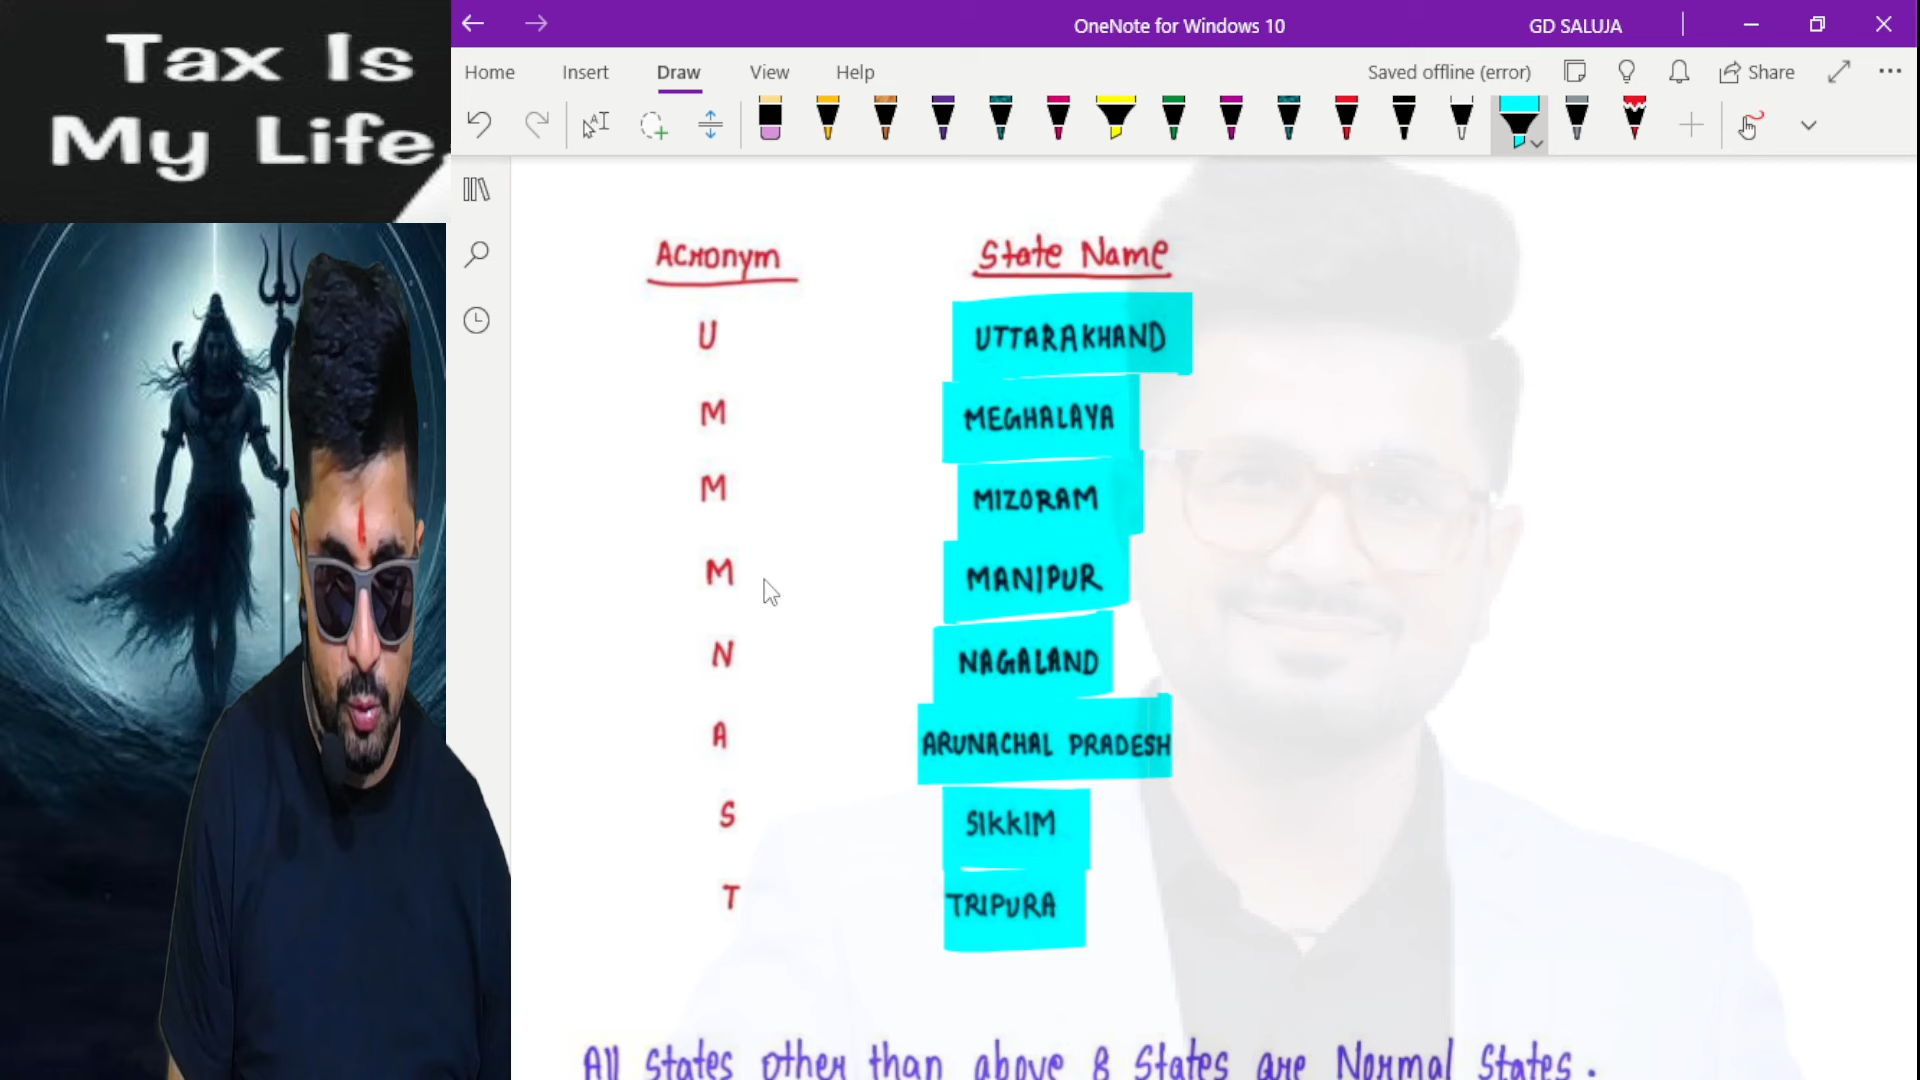 Tax Is
My Life.
OneNote for Windows 10
GD SALUJA
Home Insert Draw View Help
Saved offline (error) Share
Acronym State Name
U UTTARAKHAND
M MEGHALAYA
M MIZORAM
M MANIPUR
N NAGALAND
A ARUNACHAL PRADESH
S SIKKIM
T TRIPURA
All States other than above 8 States are Normal States.